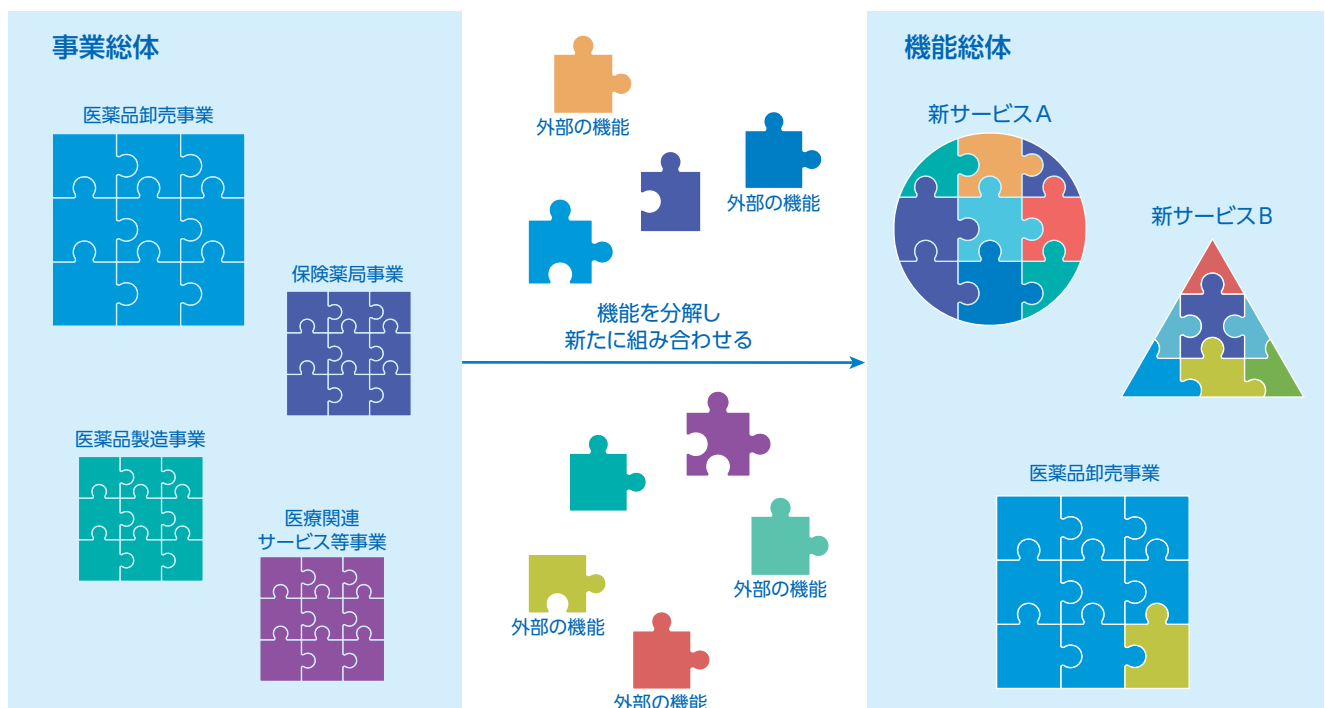 事業総体
医薬品卸売事業
保険薬局事業
医薬品製造事業
医療関連
サービス等事業
外部の機能
外部の機能
機能を分解し
新たに組み合わせる
外部の機能
外部の機能
外部の機能
機能総体
新サービスA
新サービスB
医薬品卸売事業